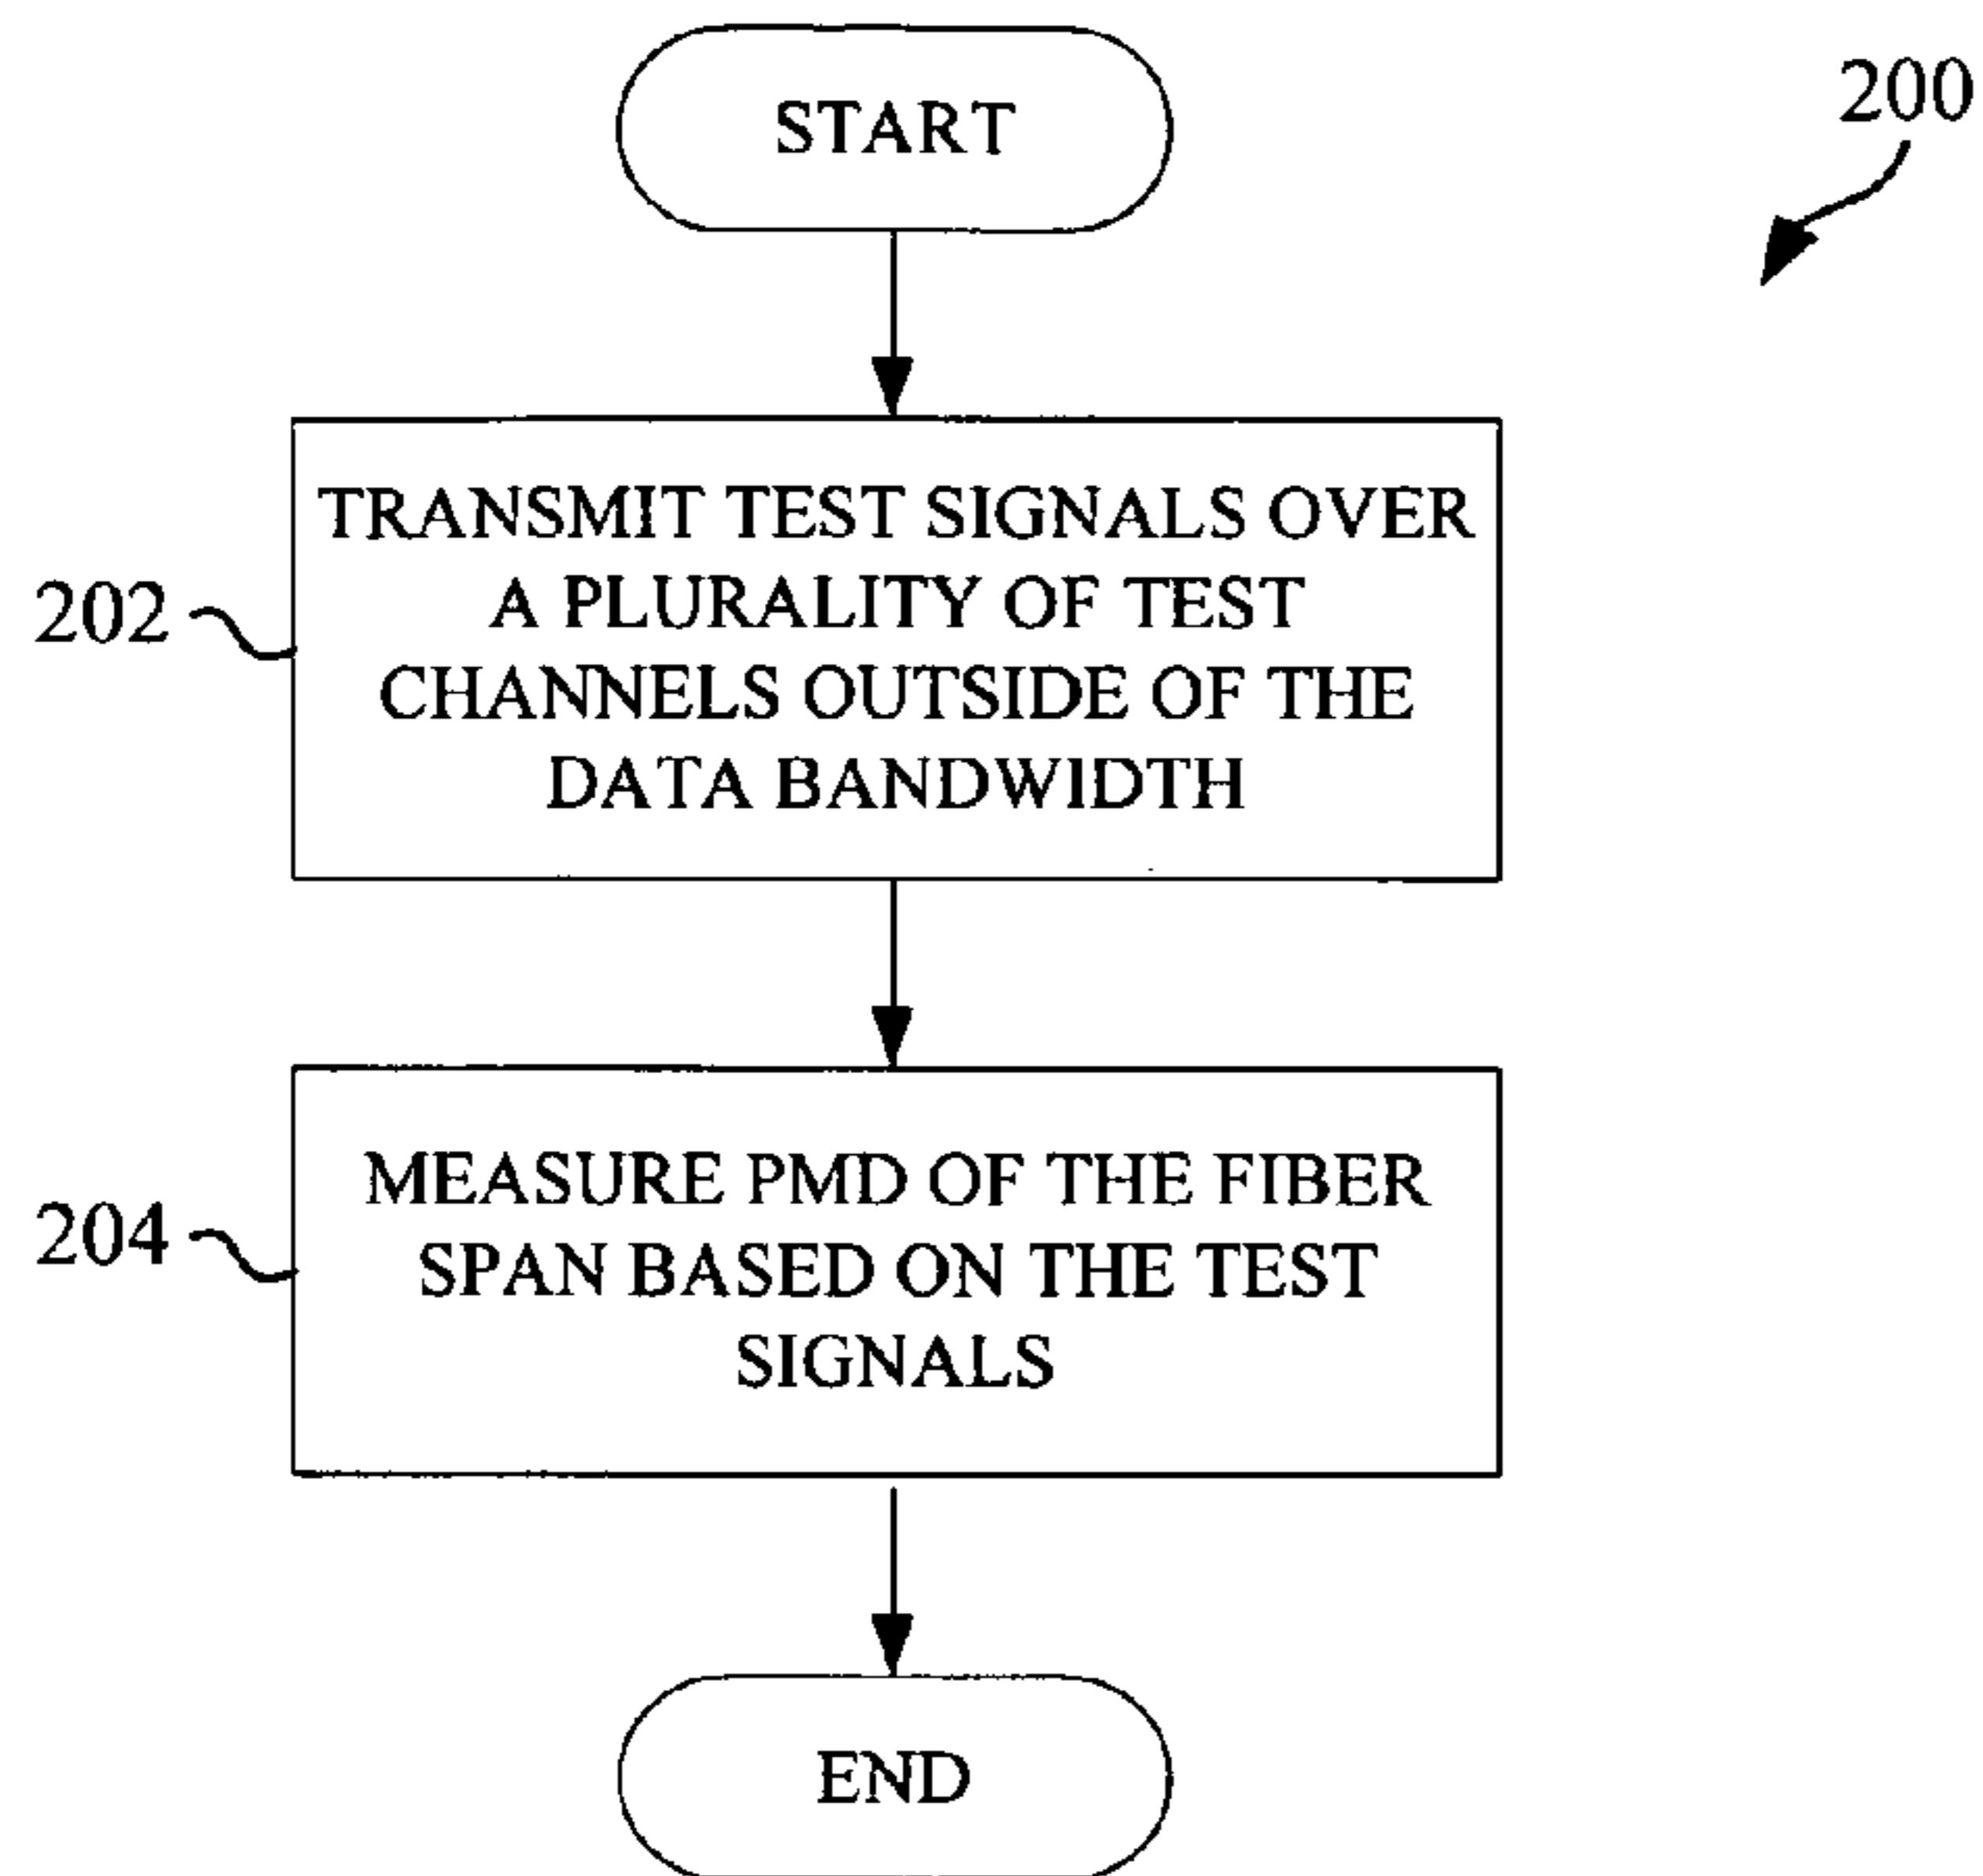 START
200
TRANSMIT TEST SIGNALS OVER
A PLURALITY OF TEST
CHANNELS OUTSIDE OF THE
DATA BANDWIDTH
202
MEASURE PMD OF THE FIBER
SPAN BASED ON THE TEST
SIGNALS
204
END